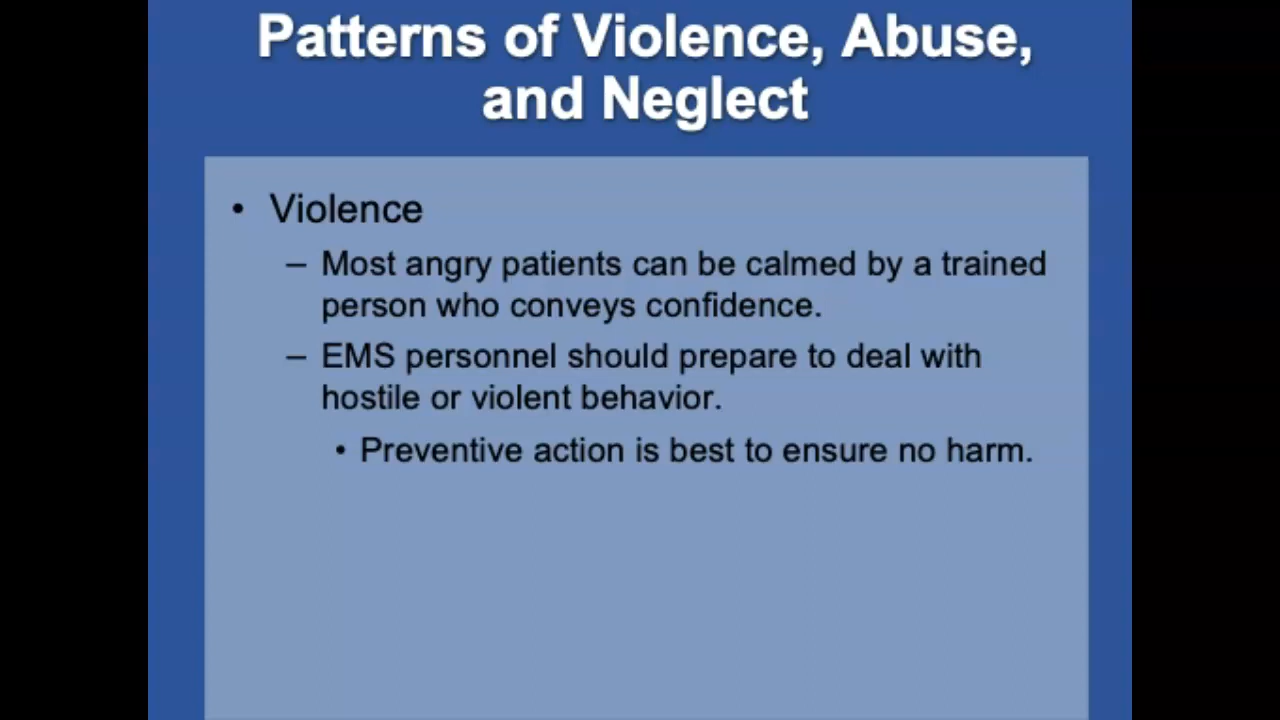 Patterns of Violence, Abuse,
and Neglect
• Violence
– Most angry patients can be calmed by a trained
person who conveys confidence.
– EMS personnel should prepare to deal with
hostile or violent behavior.
• Preventive action is best to ensure no harm.